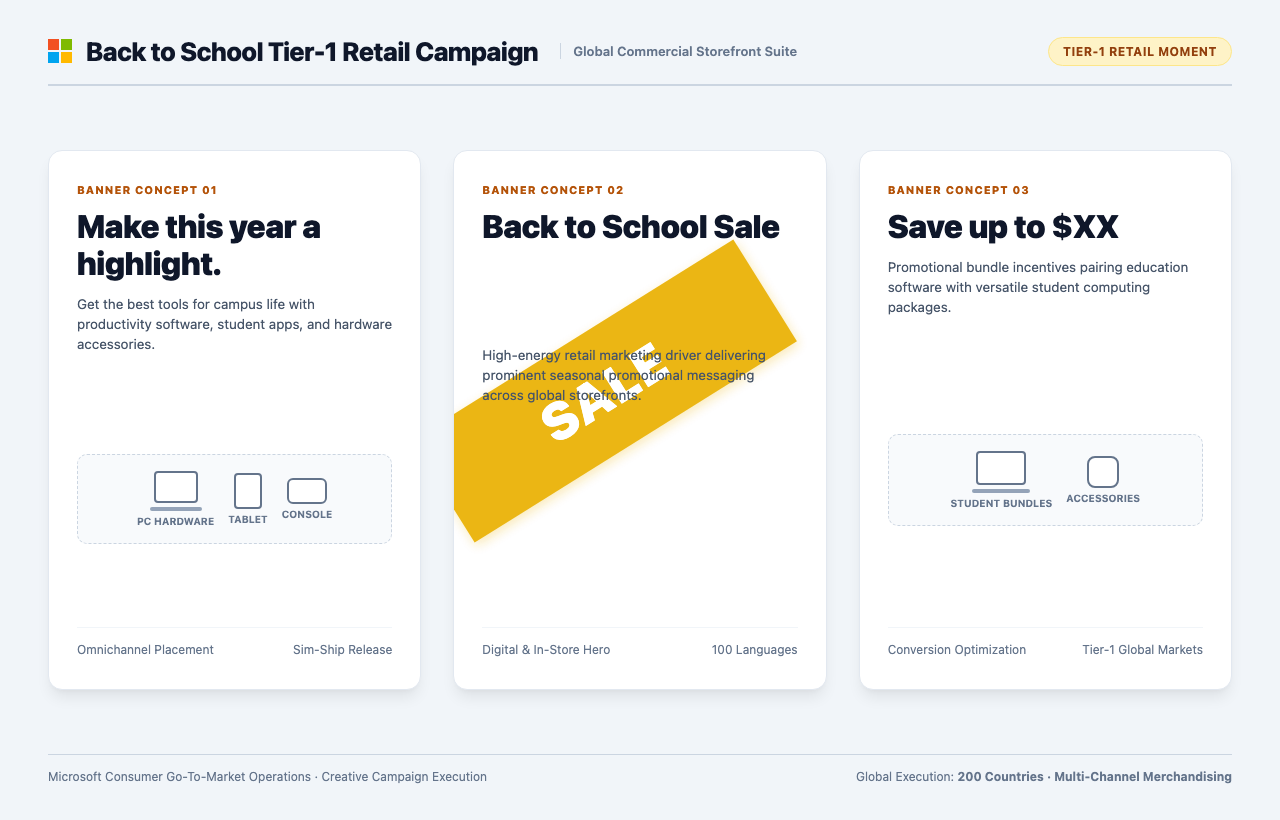 Back to School Tier-1 Retail Campaign
Global Commercial Storefront Suite
TIER-1 RETAIL MOMENT
BANNER CONCEPT 01
Make this year a
highlight.
Get the best tools for campus life with
productivity software, student apps, and hardware
accessories.
PC HARDWARE
TABLET
CONSOLE
Omnichannel Placement
Sim-Ship Release
BANNER CONCEPT 02
Back to School Sale
SALE
High-energy retail marketing driver delivering
prominent seasonal promotional messaging
across global storefronts.
Digital & In-Store Hero
100 Languages
BANNER CONCEPT 03
Save up to $XX
Promotional bundle incentives pairing education
software with versatile student computing
packages.
STUDENT BUNDLES
ACCESSORIES
Conversion Optimization
Tier-1 Global Markets
Microsoft Consumer Go-To-Market Operations · Creative Campaign Execution
Global Execution: 200 Countries · Multi-Channel Merchandising